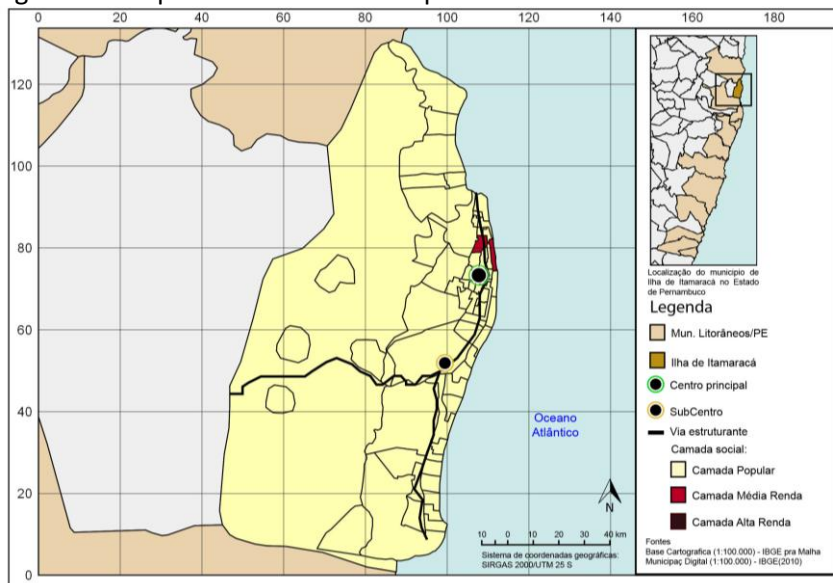 0 20 40 60 80 100 120 140 160 180
120
100
80
60
40
20
0
Oceano
Atlântico
N
10 0 10 20 30 40 km
Sistema de coordenadas geográficas:
SIRGAS 2000/UTM 25 S
Localização do município de
Ilha de Itamaracá no Estado
de Pernambuco
Legenda
Mun. Litorâneos/PE
Ilha de Itamaracá
Centro principal
SubCentro
Via estruturante
Camada social:
Camada Popular
Camada Média Renda
Camada Alta Renda
Fontes
Base Cartografica (1:100.000) - IBGE pra Malha
Municipaç Digital (1:100.000) - IBGE(2010)